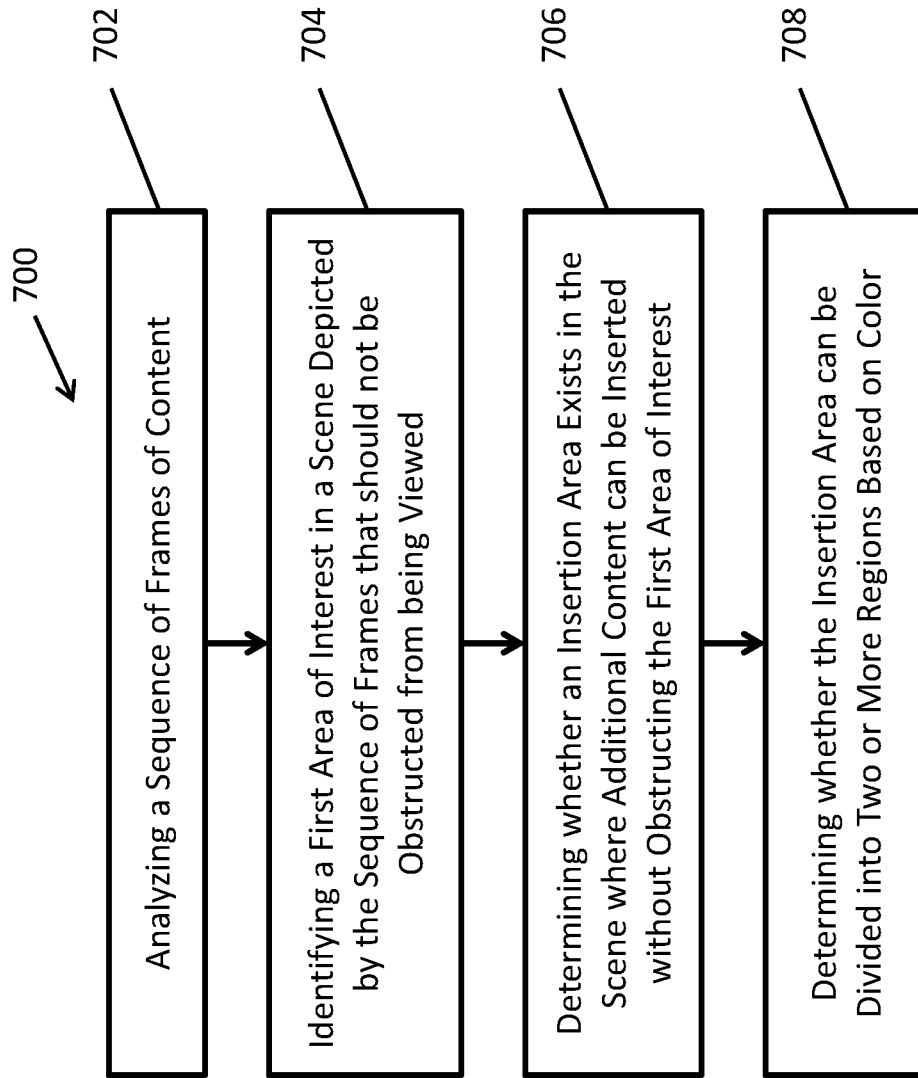 700
702
Analyzing a Sequence of Frames of Content
704
Identifying a First Area of Interest in a Scene Depicted
by the Sequence of Frames that should not be
Obstructed from being Viewed
706
Determining whether an Insertion Area Exists in the
Scene where Additional Content can be Inserted
without Obstructing the First Area of Interest
708
Determining whether the Insertion Area can be
Divided into Two or More Regions Based on Color